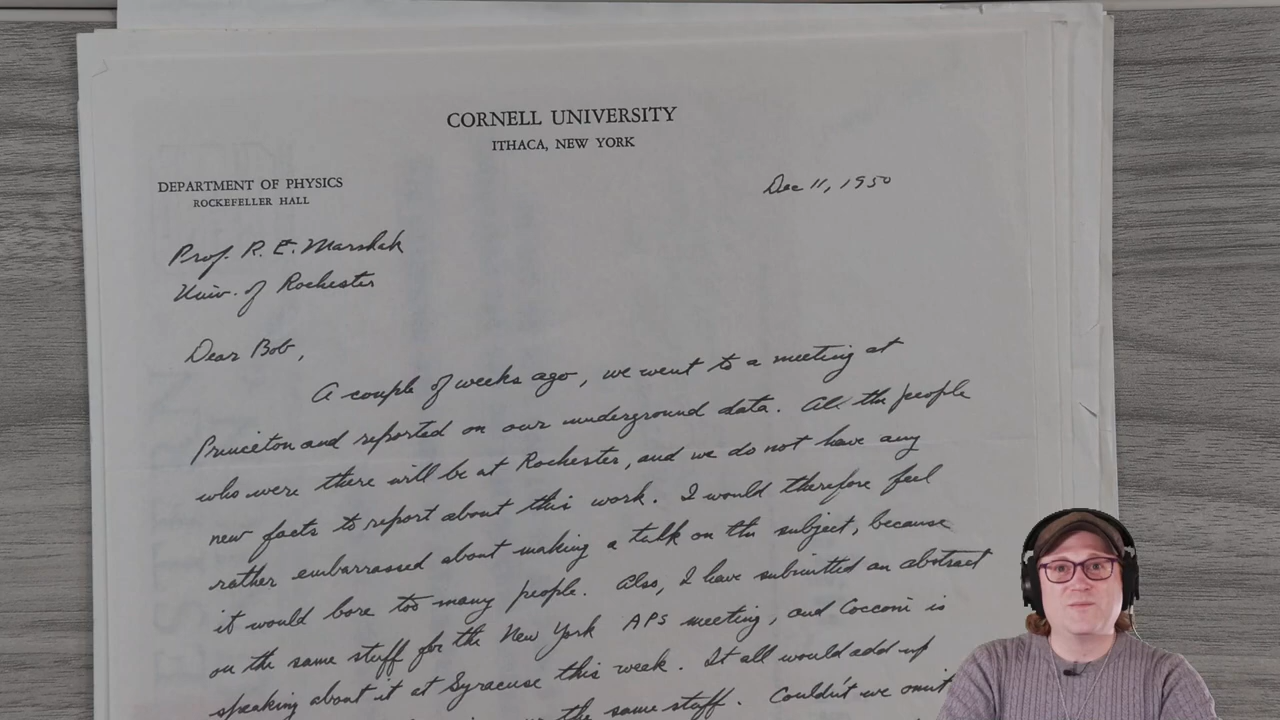 CORNELL UNIVERSITY
ITHACA, NEW YORK
DEPARTMENT OF PHYSICS
ROCKEFELLER HALL
Dec 11, 1950
Prof. R. E. Marshak
Univ. of Rochester
Dear Bob,
A couple of weeks ago, we went to a meeting at
Princeton and reported on our underground data. All the people
who were there will be at Rochester, and we do not have any
new facts to report about this work. I would therefore feel
rather embarrassed about making a talk on the subject, because
it would bore too many people. Also, I have submitted an abstract
on the same stuff for the New York APS meeting, and Cocconi is
speaking about it at Syracuse this week. It all would add up
the same stuff. Couldn't we omit